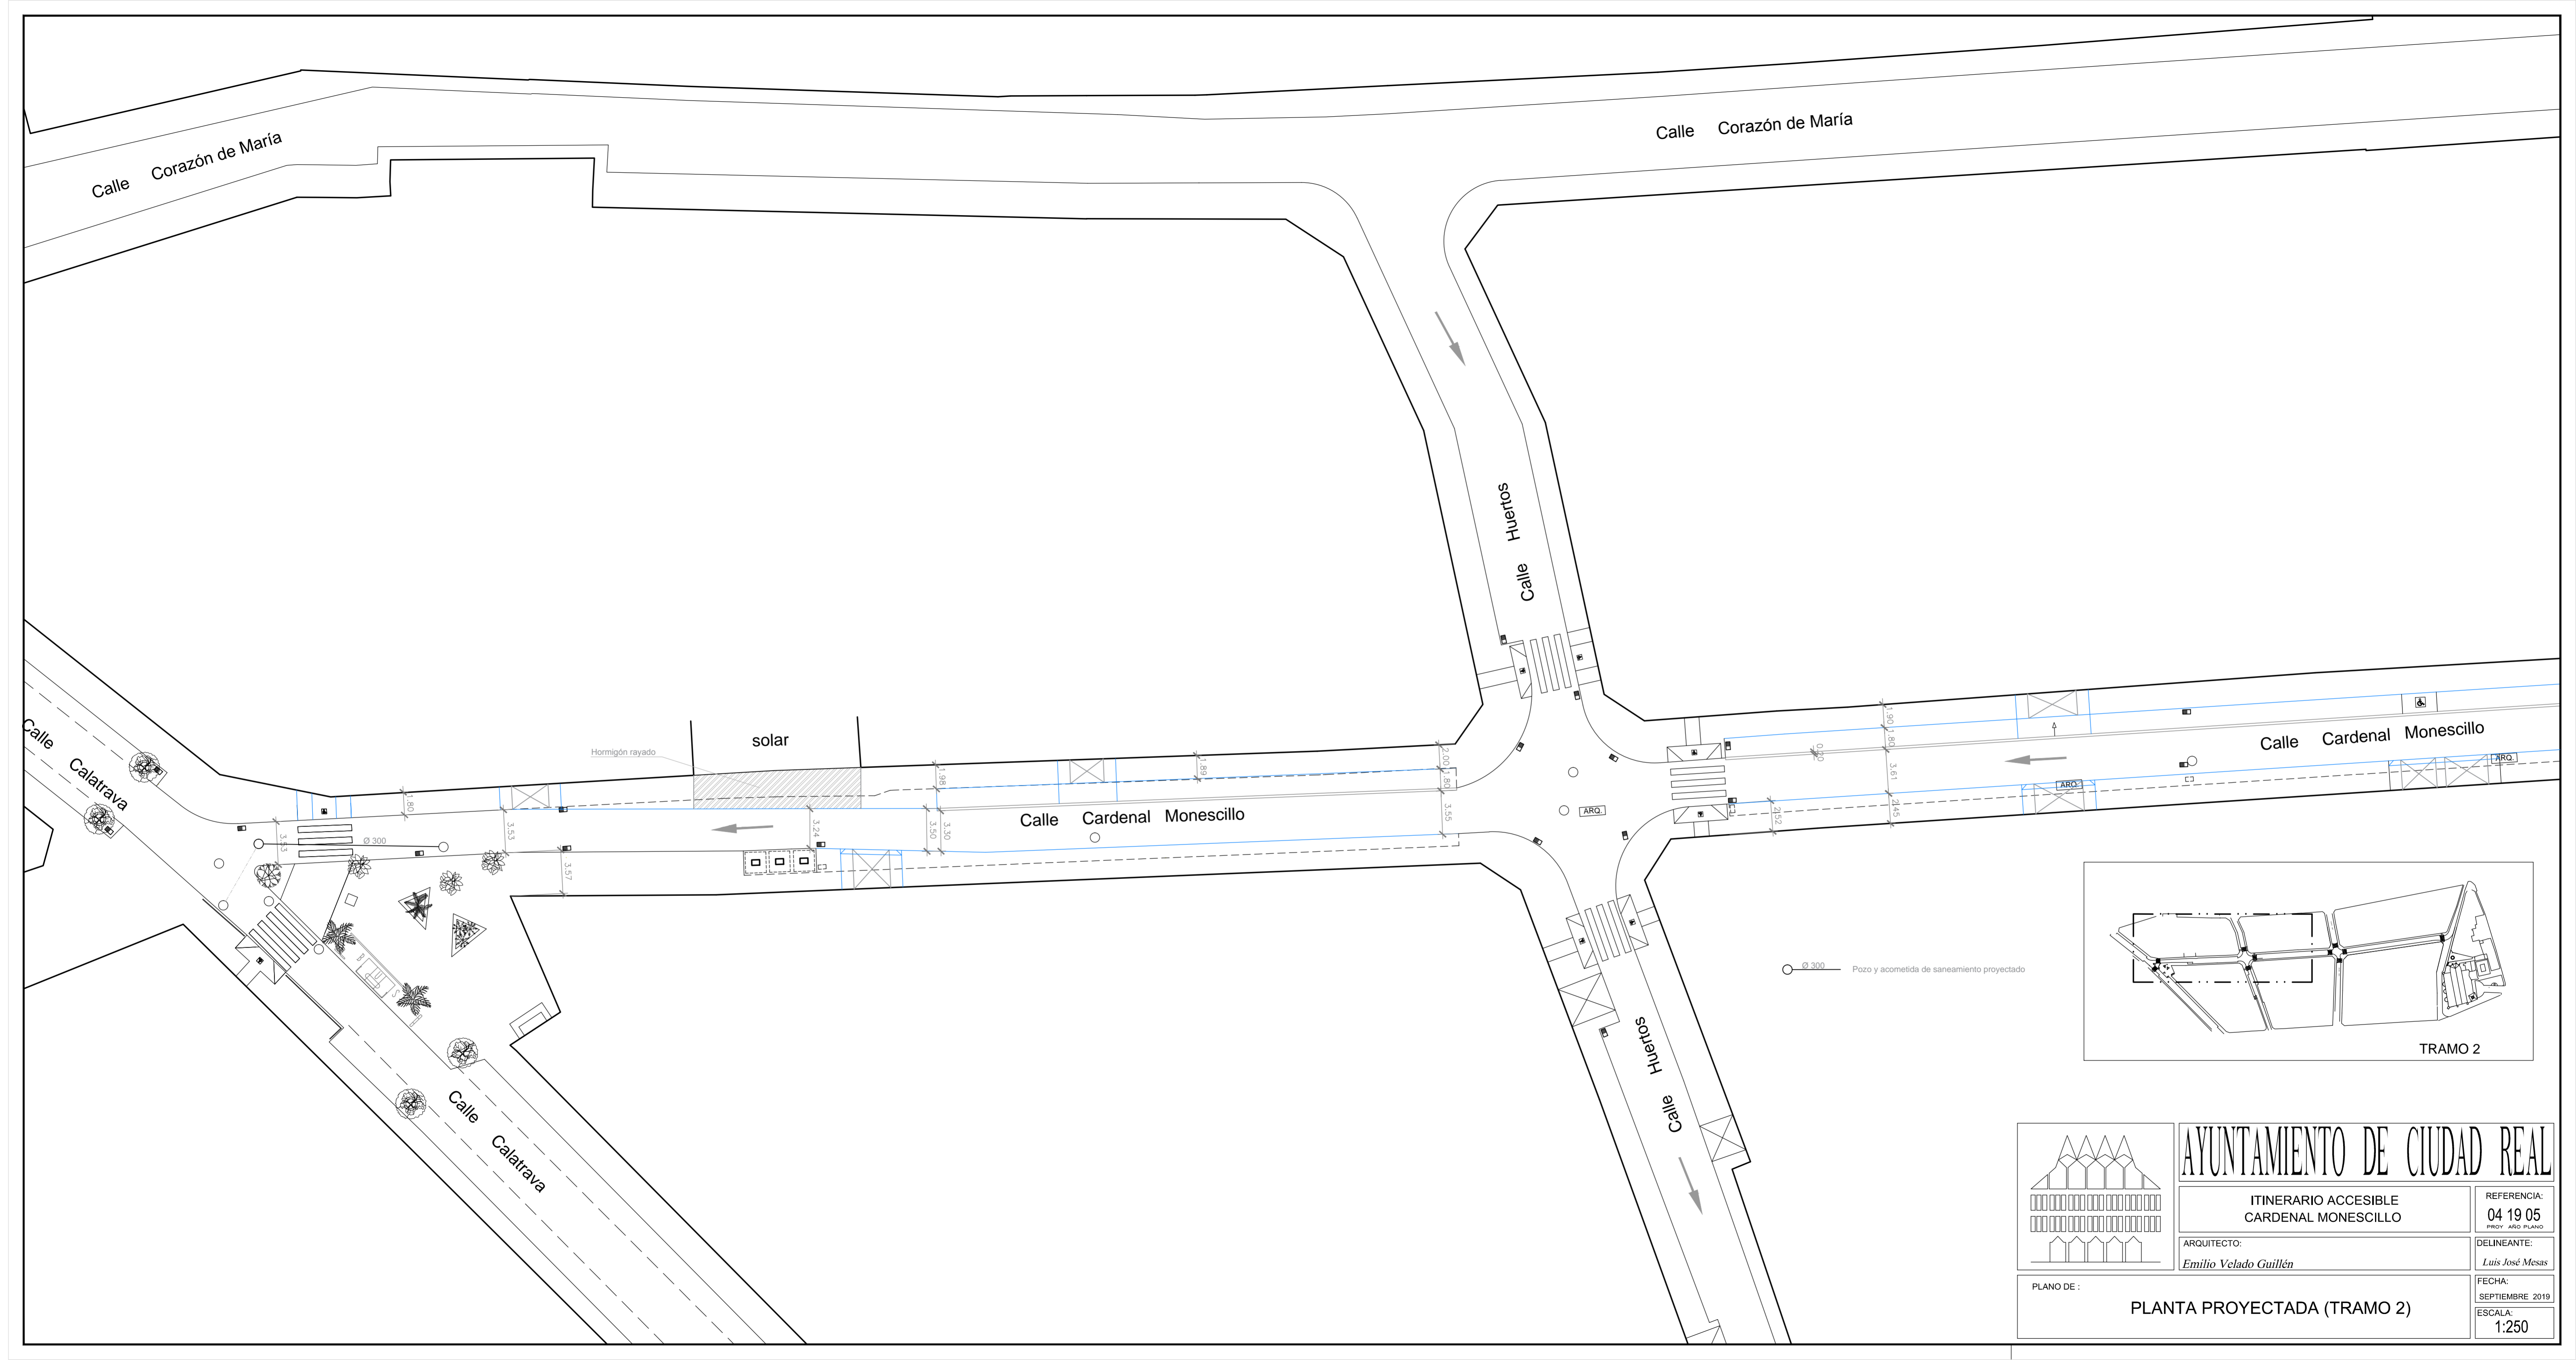 Calle Corazón de María
Calle Corazón de María
Calle Huertos
solar
Hormigón rayado
Calle Calatrava
1.80
3.53
Ø 300
3.53
3.57
3.24
1.98
3.50
3.30
1.89
2.00
1.80
3.55
Calle Cardenal Monescillo
ARQ.
1.90
1.80
0.20
3.61
2.45
2.52
ARQ.
ARQ.
Calle Cardenal Monescillo
Calle Calatrava
Calle Huertos
Ø 300
Pozo y acometida de saneamiento proyectado
TRAMO 2
AYUNTAMIENTO DE CIUDAD REAL
ITINERARIO ACCESIBLE
CARDENAL MONESCILLO
REFERENCIA:
04 19 05
PROY AÑO PLANO
ARQUITECTO:
Emilio Velado Guillén
DELINEANTE:
Luis José Mesas
PLANO DE :
PLANTA PROYECTADA (TRAMO 2)
FECHA:
SEPTIEMBRE 2019
ESCALA:
1:250